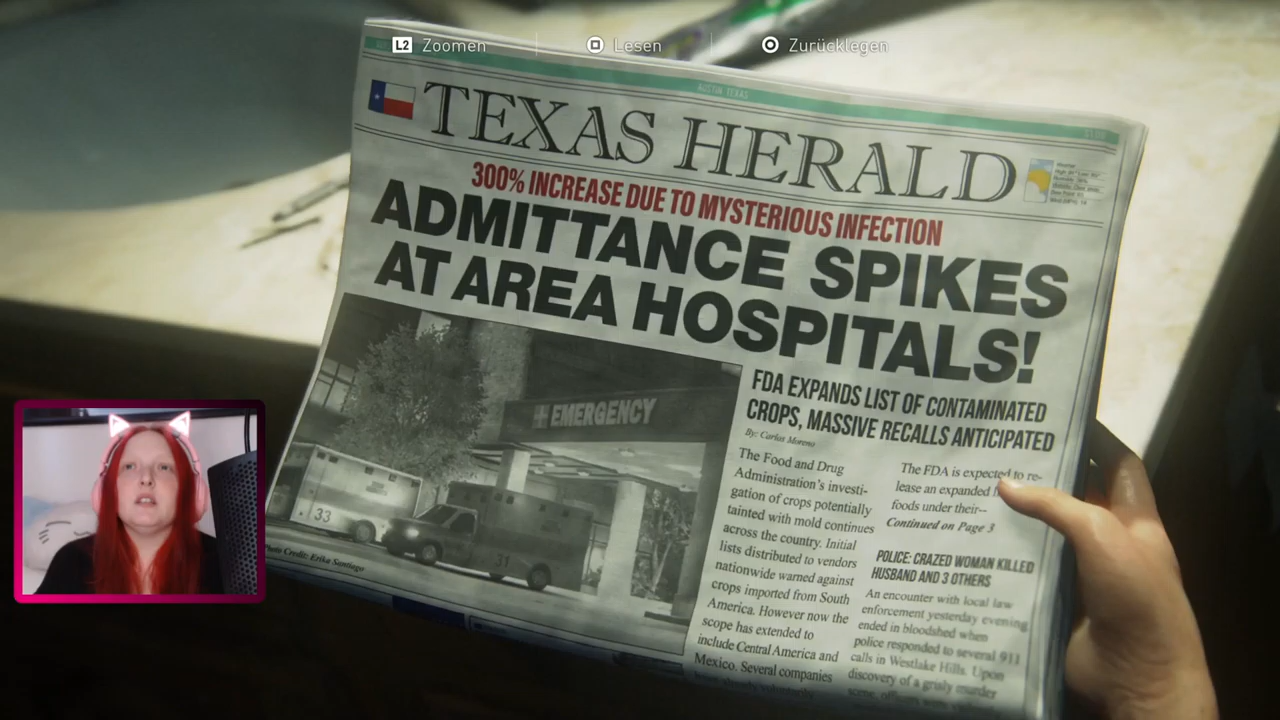 L2 Zoomen
Lesen
Zurücklegen
AUSTIN TEXAS
TEXAS HERALD
300% INCREASE DUE TO MYSTERIOUS INFECTION
ADMITTANCE SPIKES
AT AREA HOSPITALS!
EMERGENCY
33
31
Photo Credit: Erika Santiago
FDA EXPANDS LIST OF CONTAMINATED
CROPS, MASSIVE RECALLS ANTICIPATED
By: Carlos Moreno
The Food and Drug
Administration's investi-
gation of crops potentially
tainted with mold continues
across the country. Initial
lists distributed to vendors
nationwide warned against
crops imported from South
America. However now the
scope has extended to
include Central America and
Mexico. Several companies
The FDA is expected to re-
lease an expanded
foods under their--
Continued on Page 3
POLICE: CRAZED WOMAN KILLED
HUSBAND AND 3 OTHERS
An encounter with local law
enforcement yesterday evening
ended in bloodshed when
police responded to several 911
calls in Westlake Hills. Upon
discovery of a grisly murder